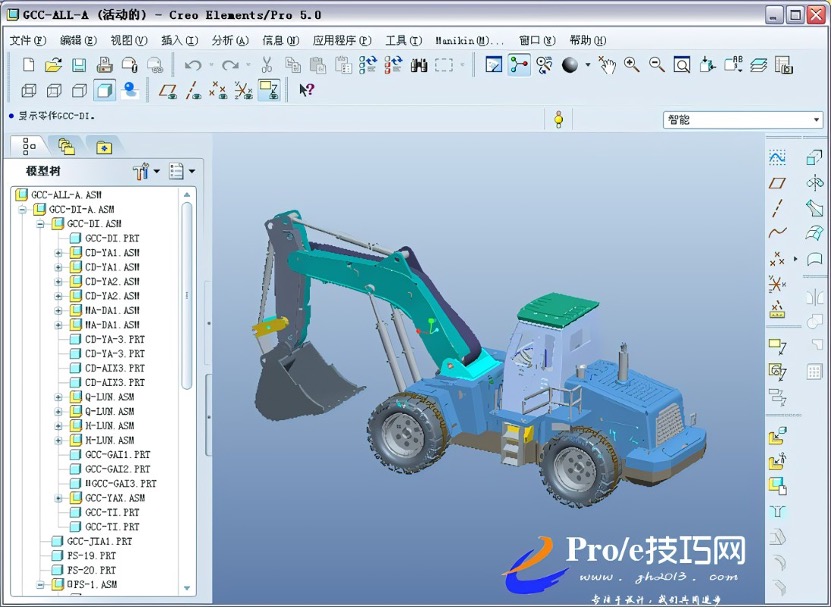 GCC-ALL-A (活动的) - Creo Elements/Pro 5.0
文件(F) 编辑(E) 视图(V) 插入(I) 分析(A) 信息(N) 应用程序(P) 工具(T) Manikin(M)... 窗口(W) 帮助(H)
显示零件GCC-DI.
智能
模型树
GCC-ALL-A.ASM
GCC-DI-A.ASM
GCC-DI.ASM
GCC-DI.PRT
CD-YA1.ASM
CD-YA1.ASM
CD-YA2.ASM
CD-YA2.ASM
MA-DA1.ASM
MA-DA1.ASM
CD-YA-3.PRT
CD-YA-3.PRT
CD-AIX3.PRT
CD-AIX3.PRT
Q-LUN.ASM
Q-LUN.ASM
H-LUN.ASM
H-LUN.ASM
GCC-GAI1.PRT
GCC-GAI2.PRT
GCC-GAI3.PRT
GCC-YAX.ASM
GCC-TI.PRT
GCC-TI.PRT
GCC-JIA1.PRT
FS-19.PRT
FS-20.PRT
FS-1.ASM
Pro/e技巧网
www.zh2013.com
专注于设计，我们共同进步